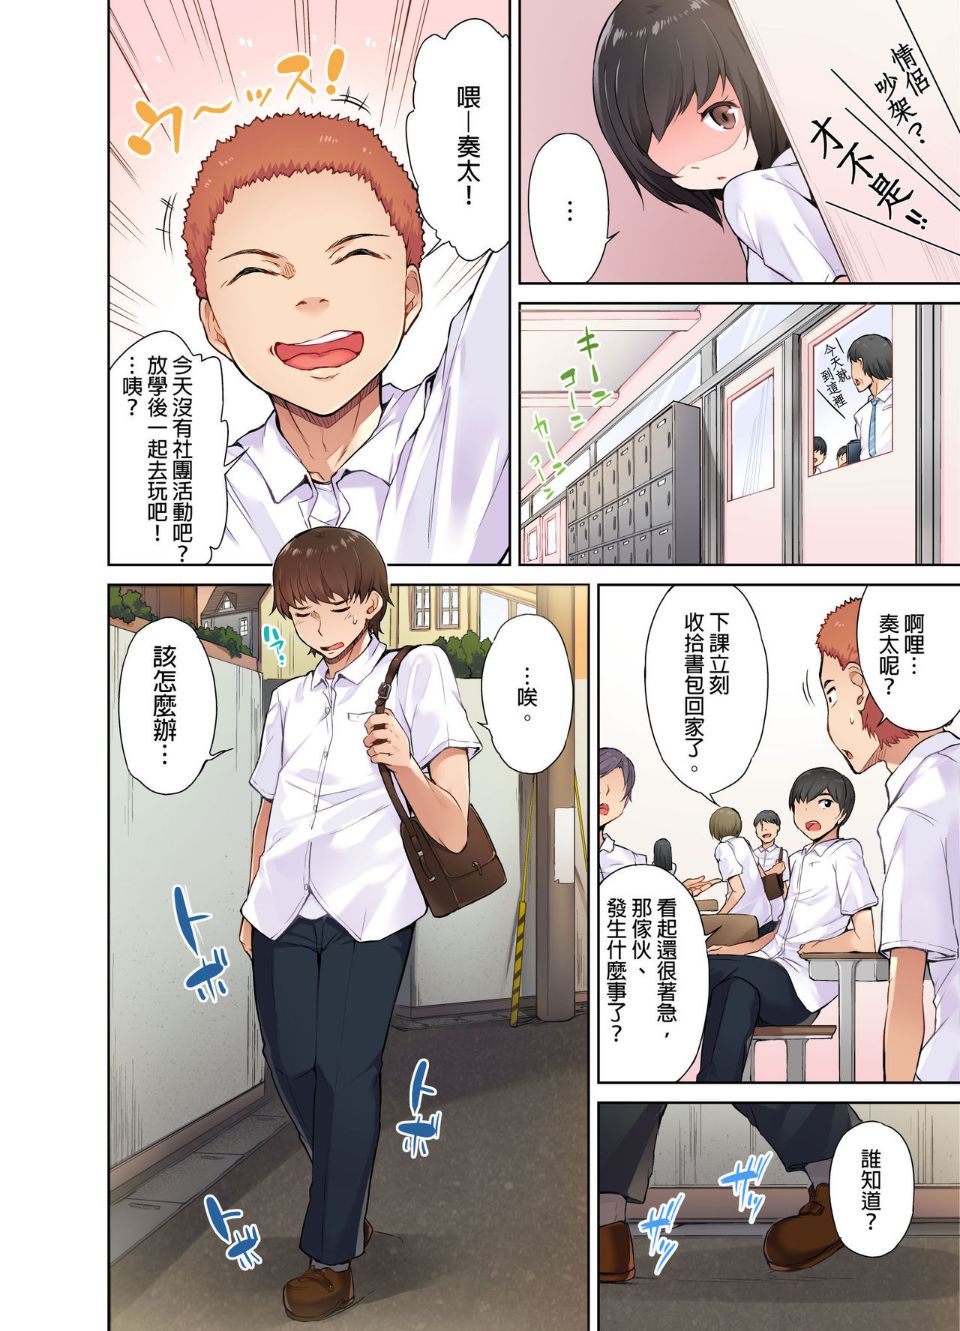 情侶
吵架？
才不是!!
…
キーン
コーン
カーン
コーン
今天就
到這裡
喂ー奏太！
ウ〜ッス！
今天沒有社團活動吧？
放學後一起去玩吧！
…咦？
啊哩…
奏太呢？
下課立刻
收拾書包回家了。
看起還很著急，
那傢伙、
發生什麼事了？
誰知道？
…唉。
ハァ…
該怎麼辦…
トボ
トボ
トボ
トボ